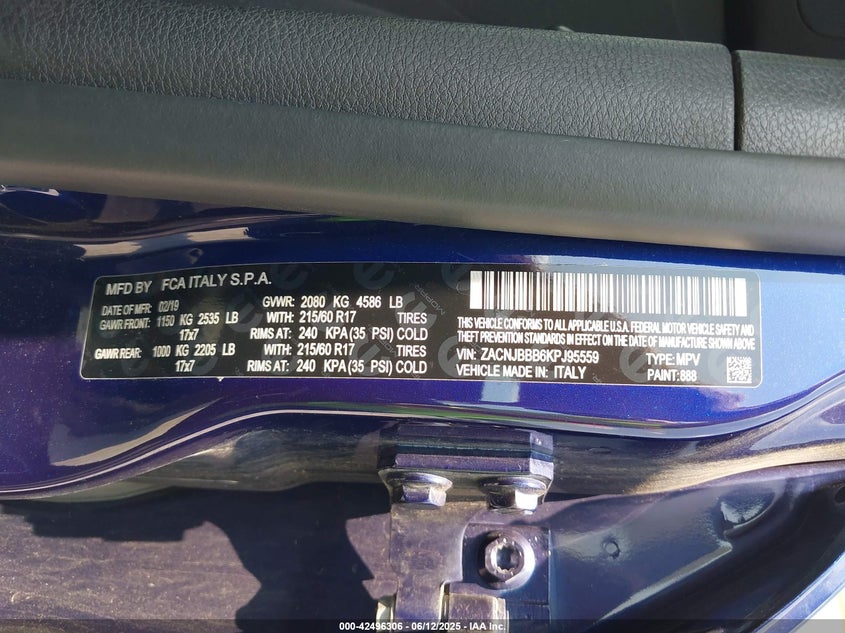 MFD BY FCA ITALY S.P.A.
DATE OF MFR: 02/19 GVWR: 2080 KG 4586 LB
GAWR FRONT: 1150 KG 2535 LB WITH: 215/60 R17 TIRES
17x7 RIMS AT: 240 KPA (35 PSI) COLD
GAWR REAR: 1000 KG 2205 LB WITH: 215/60 R17 TIRES
17x7 RIMS AT: 240 KPA (35 PSI) COLD
THIS VEHICLE CONFORMS TO ALL APPLICABLE U.S.A. FEDERAL MOTOR VEHICLE SAFETY
AND THEFT PREVENTION STANDARDS IN EFFECT ON THE DATE OF MANUFACTURE SHOWN ABOVE
VIN: ZACNJBBB6KPJ95559 TYPE: MPV
VEHICLE MADE IN: ITALY PAINT: 888
MOPAR
000-42496306 - 06/12/2025 - IAA Inc.